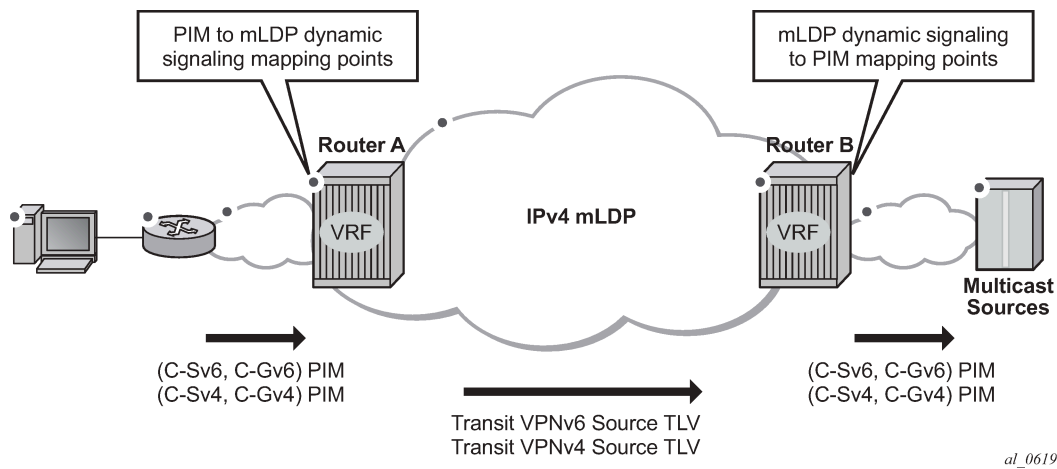 PIM to mLDP dynamic
signaling mapping points
mLDP dynamic signaling
to PIM mapping points
Router A
Router B
VRF
IPv4 mLDP
VRF
Multicast
Sources
(C-Sv6, C-Gv6) PIM
(C-Sv4, C-Gv4) PIM
(C-Sv6, C-Gv6) PIM
(C-Sv4, C-Gv4) PIM
Transit VPNv6 Source TLV
Transit VPNv4 Source TLV
al_0619